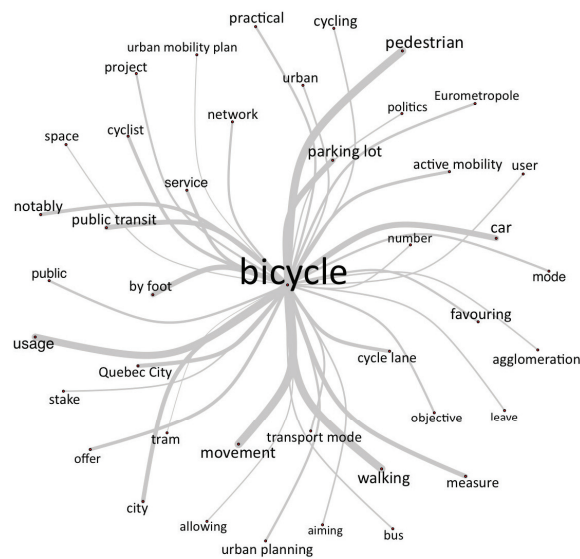 practical
cycling
pedestrian
urban mobility plan
project
urban
Eurometropole
politics
network
cyclist
space
parking lot
active mobility
user
service
notably
public transit
car
number
bicycle
public
by foot
mode
favouring
usage
cycle lane
agglomeration
Quebec City
stake
objective
leave
tram
transport mode
movement
offer
walking
measure
city
allowing
aiming
bus
urban planning